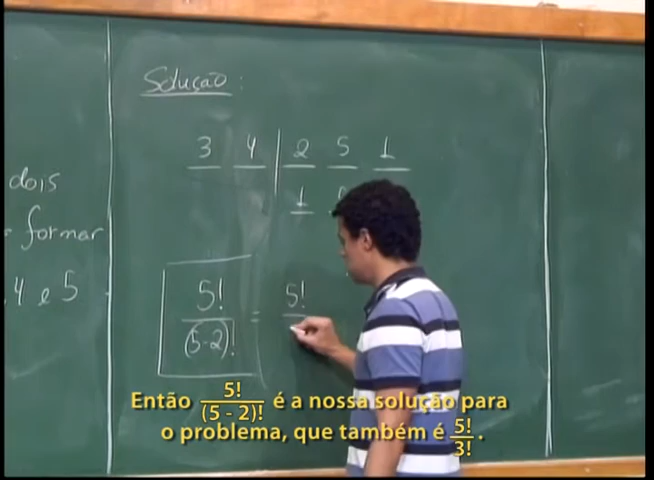 Solução:
3 4 | 2 5 1
1
dois
formar
4 e 5
5!/(5-2)! = 5!
Então 5!/(5 - 2)! é a nossa solução para
o problema, que também é 5!/3!.